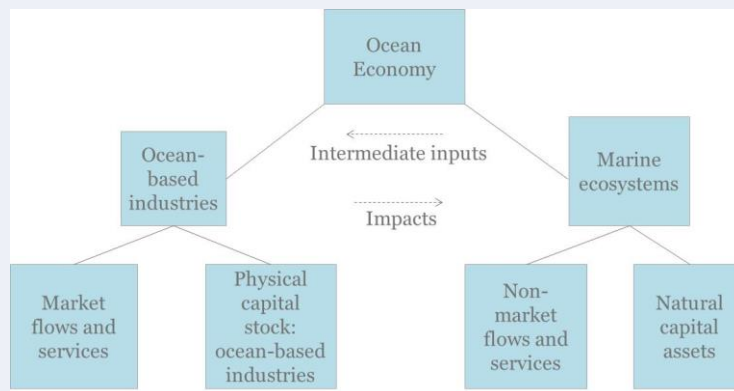 Ocean
Economy
Intermediate inputs
Impacts
Ocean-
based
industries
Marine
ecosystems
Market
flows and
services
Physical
capital
stock:
ocean-based
industries
Non-
market
flows and
services
Natural
capital
assets